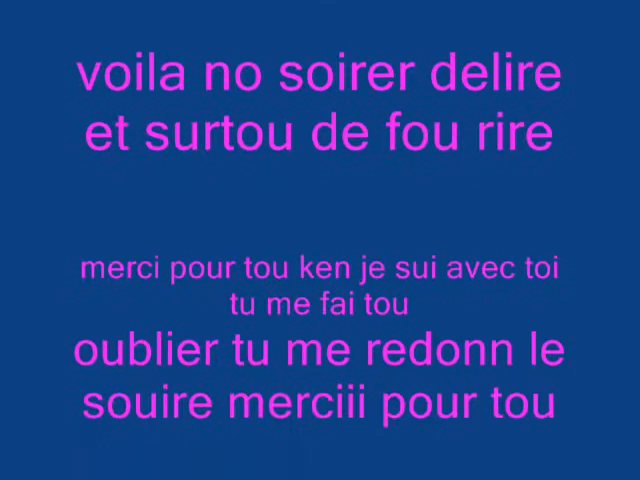 voila no soirer delire
et surtou de fou rire
merci pour tou ken je sui avec toi
tu me fai tou
oublier tu me redonn le
souire merciii pour tou